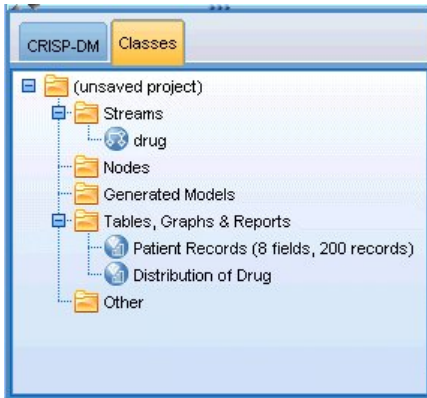 CRISP-DM Classes
(unsaved project)
Streams
drug
Nodes
Generated Models
Tables, Graphs & Reports
Patient Records (8 fields, 200 records)
Distribution of Drug
Other